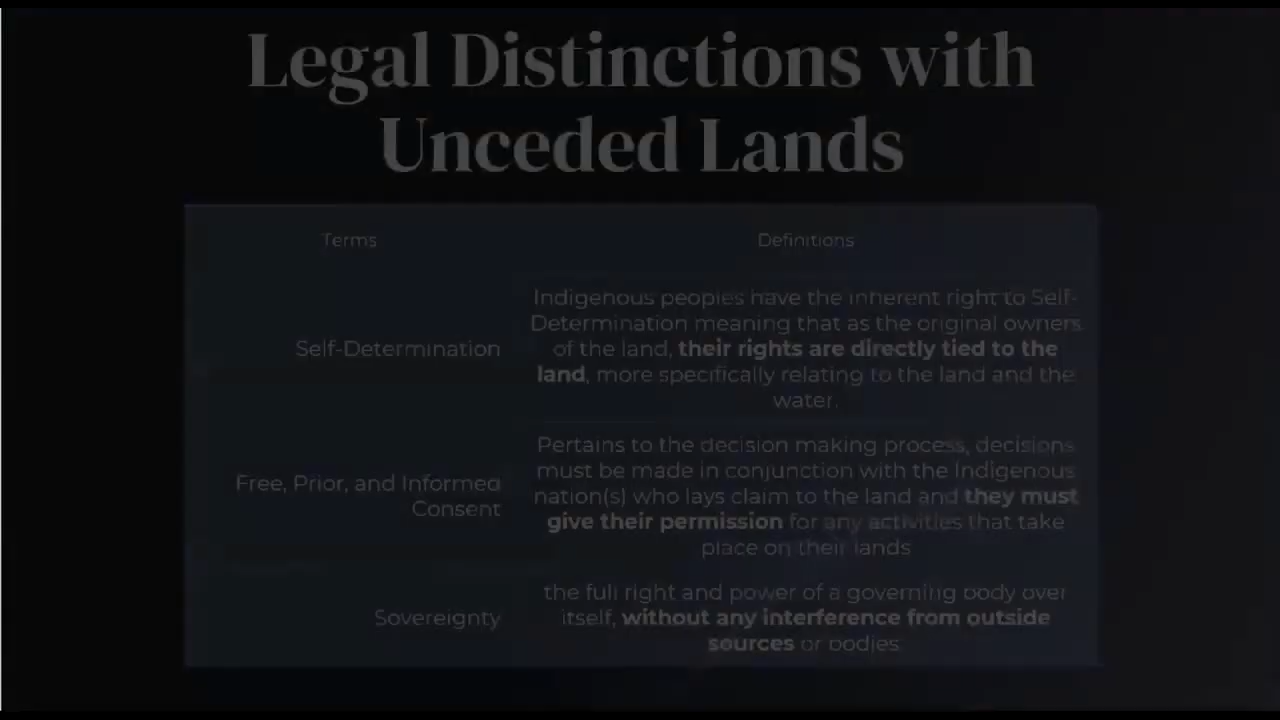 Legal Distinctions with
Unceded Lands
Terms
Definitions
Self-Determination
Indigenous peoples have the inherent right to Self-
Determination meaning that as the original owners
of the land, their rights are directly tied to the
land, more specifically relating to the land and the
water.
Free, Prior, and Informed
Consent
Pertains to the decision making process, decisions
must be made in conjunction with the Indigenous
nation(s) who lays claim to the land and they must
give their permission for any activities that take
place on their lands
Sovereignty
the full right and power of a governing body over
itself, without any interference from outside
sources or bodies